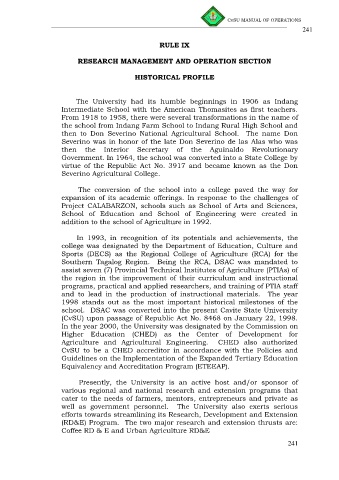 CvSU MANUAL OF OPERATIONS
241
RULE IX
RESEARCH MANAGEMENT AND OPERATION SECTION
HISTORICAL PROFILE
The University had its humble beginnings in 1906 as Indang
Intermediate School with the American Thomasites as first teachers.
From 1918 to 1958, there were several transformations in the name of
the school from Indang Farm School to Indang Rural High School and
then to Don Severino National Agricultural School. The name Don
Severino was in honor of the late Don Severino de las Alas who was
then the Interior Secretary of the Aguinaldo Revolutionary
Government. In 1964, the school was converted into a State College by
virtue of the Republic Act No. 3917 and became known as the Don
Severino Agricultural College.
The conversion of the school into a college paved the way for
expansion of its academic offerings. In response to the challenges of
Project CALABARZON, schools such as School of Arts and Sciences,
School of Education and School of Engineering were created in
addition to the school of Agriculture in 1992.
In 1993, in recognition of its potentials and achievements, the
college was designated by the Department of Education, Culture and
Sports (DECS) as the Regional College of Agriculture (RCA) for the
Southern Tagalog Region. Being the RCA, DSAC was mandated to
assist seven (7) Provincial Technical Institutes of Agriculture (PTIAs) of
the region in the improvement of their curriculum and instructional
programs, practical and applied researchers, and training of PTIA staff
and to lead in the production of instructional materials. The year
1998 stands out as the most important historical milestones of the
school. DSAC was converted into the present Cavite State University
(CvSU) upon passage of Republic Act No. 8468 on January 22, 1998.
In the year 2000, the University was designated by the Commission on
Higher Education (CHED) as the Center of Development for
Agriculture and Agricultural Engineering. CHED also authorized
CvSU to be a CHED accreditor in accordance with the Policies and
Guidelines on the Implementation of the Expanded Tertiary Education
Equivalency and Accreditation Program (ETEEAP).
Presently, the University is an active host and/or sponsor of
various regional and national research and extension programs that
cater to the needs of farmers, mentors, entrepreneurs and private as
well as government personnel. The University also exerts serious
efforts towards streamlining its Research, Development and Extension
(RD&E) Program. The two major research and extension thrusts are:
Coffee RD & E and Urban Agriculture RD&E
241